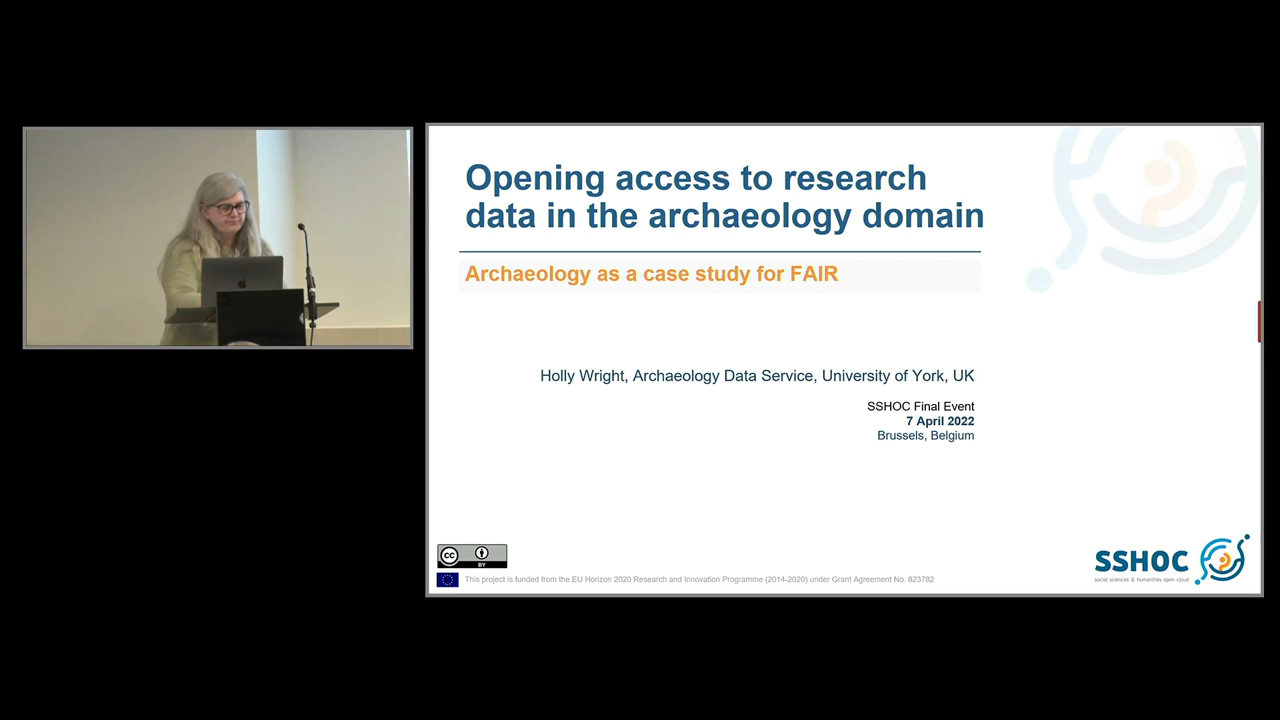 Opening access to research
data in the archaeology domain
Archaeology as a case study for FAIR
Holly Wright, Archaeology Data Service, University of York, UK
SSHOC Final Event
7 April 2022
Brussels, Belgium
cc
BY
This project is funded from the EU Horizon 2020 Research and Innovation Programme (2014-2020) under Grant Agreement No. 823782
SSHOC
social sciences & humanities open cloud